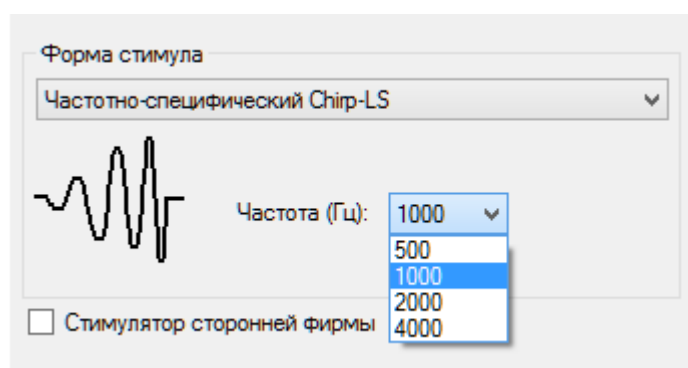 Форма стимула
Частотно-специфический Chirp-LS
Частота (Гц): 1000
500
1000
2000
4000
Стимулятор сторонней фирмы